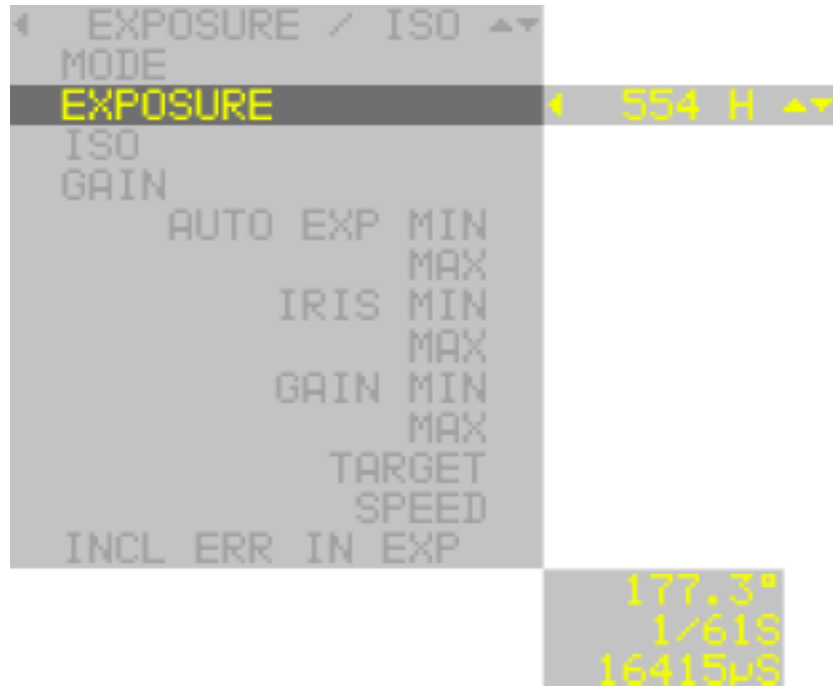 EXPOSURE / ISO
MODE
EXPOSURE 554 H
ISO
GAIN
AUTO EXP MIN
MAX
IRIS MIN
MAX
GAIN MIN
MAX
TARGET
SPEED
INCL ERR IN EXP
177.3°
1/61S
16415µS